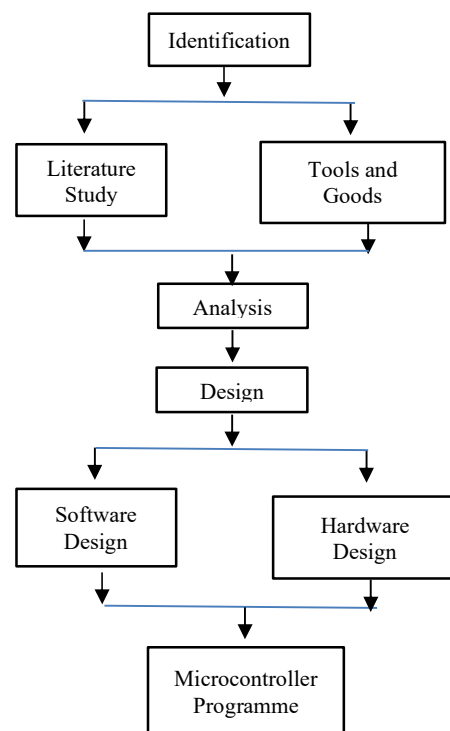 Identification
Literature
Study
Tools and
Goods
Analysis
Design
Software
Design
Hardware
Design
Microcontroller
Programme